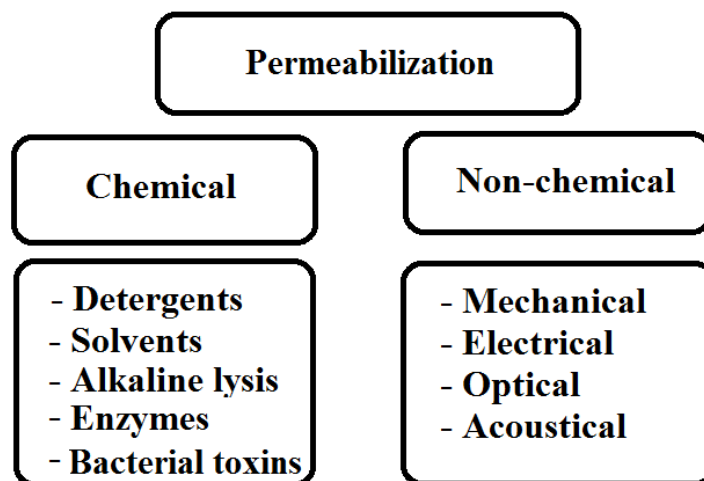 Permeabilization
Chemical
Non-chemical
- Detergents
- Solvents
- Alkaline lysis
- Enzymes
- Bacterial toxins
- Mechanical
- Electrical
- Optical
- Acoustical